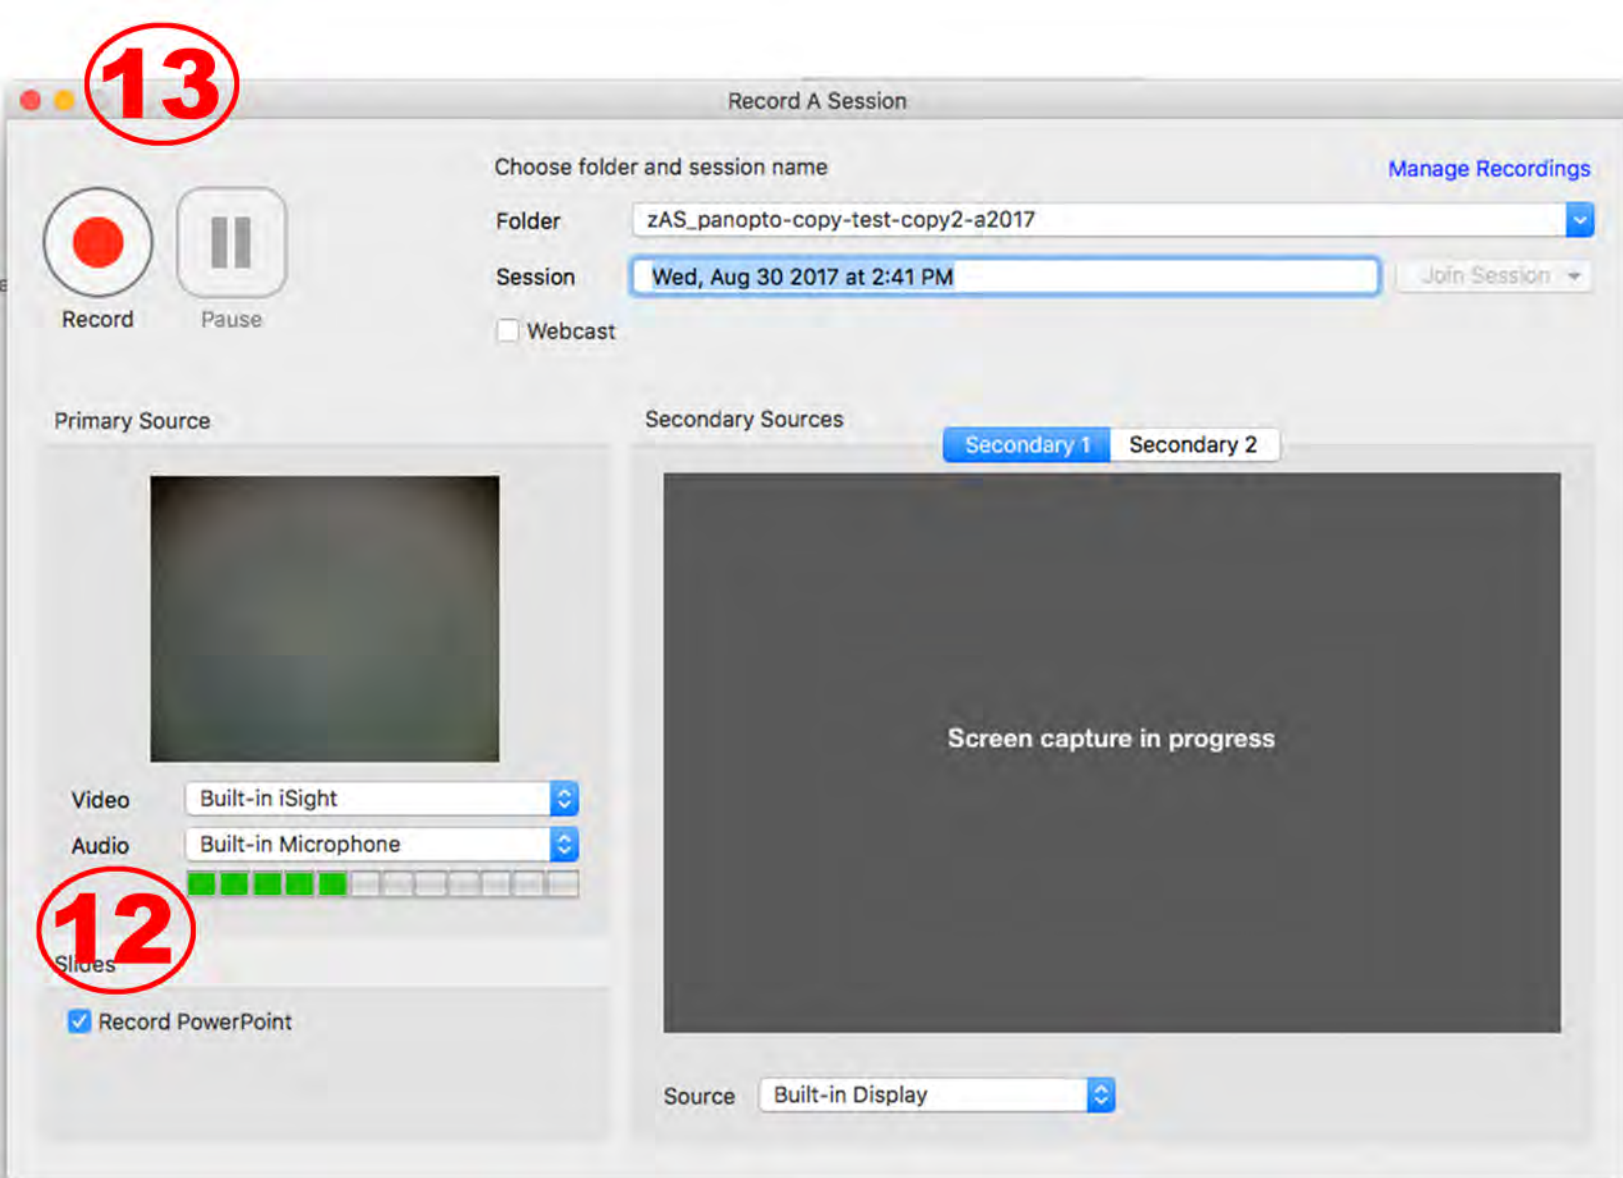 13
Record A Session
Choose folder and session name
Manage Recordings
Folder
zAS_panopto-copy-test-copy2-a2017
Session
Wed, Aug 30 2017 at 2:41 PM
Join Session
Record
Pause
Webcast
Primary Source
Secondary Sources
Secondary 1
Secondary 2
Screen capture in progress
Video
Built-in iSight
Audio
Built-in Microphone
12
Slides
Record PowerPoint
Source
Built-in Display